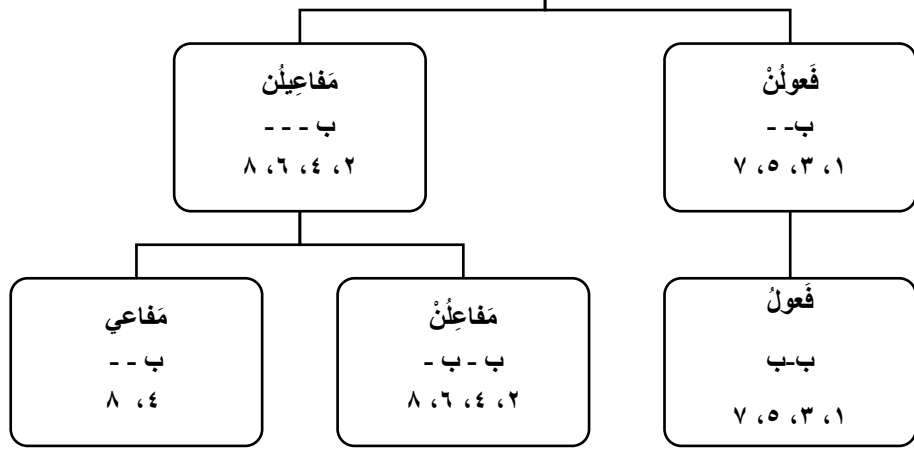 فَعولُنْ
ب- -
١، ٣، ٥، ٧
مَفاعِيلُن
ب - - -
٢، ٤، ٦، ٨
فَعولُ
ب-ب
١، ٣، ٥، ٧
مَفاعِلُنْ
ب - ب -
٢، ٤، ٦، ٨
مَفاعي
ب - -
٤، ٨